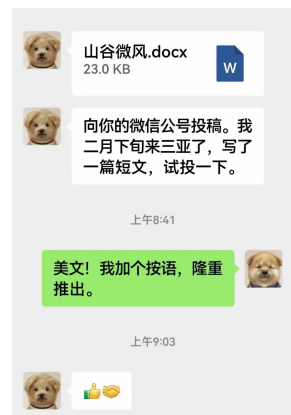 山谷微风.docx
23.0 KB
W
向你的微信公号投稿。我
二月下旬来三亚了，写了
一篇短文，试投一下。
上午8:41
美文！我加个按语，隆重
推出。
上午9:03